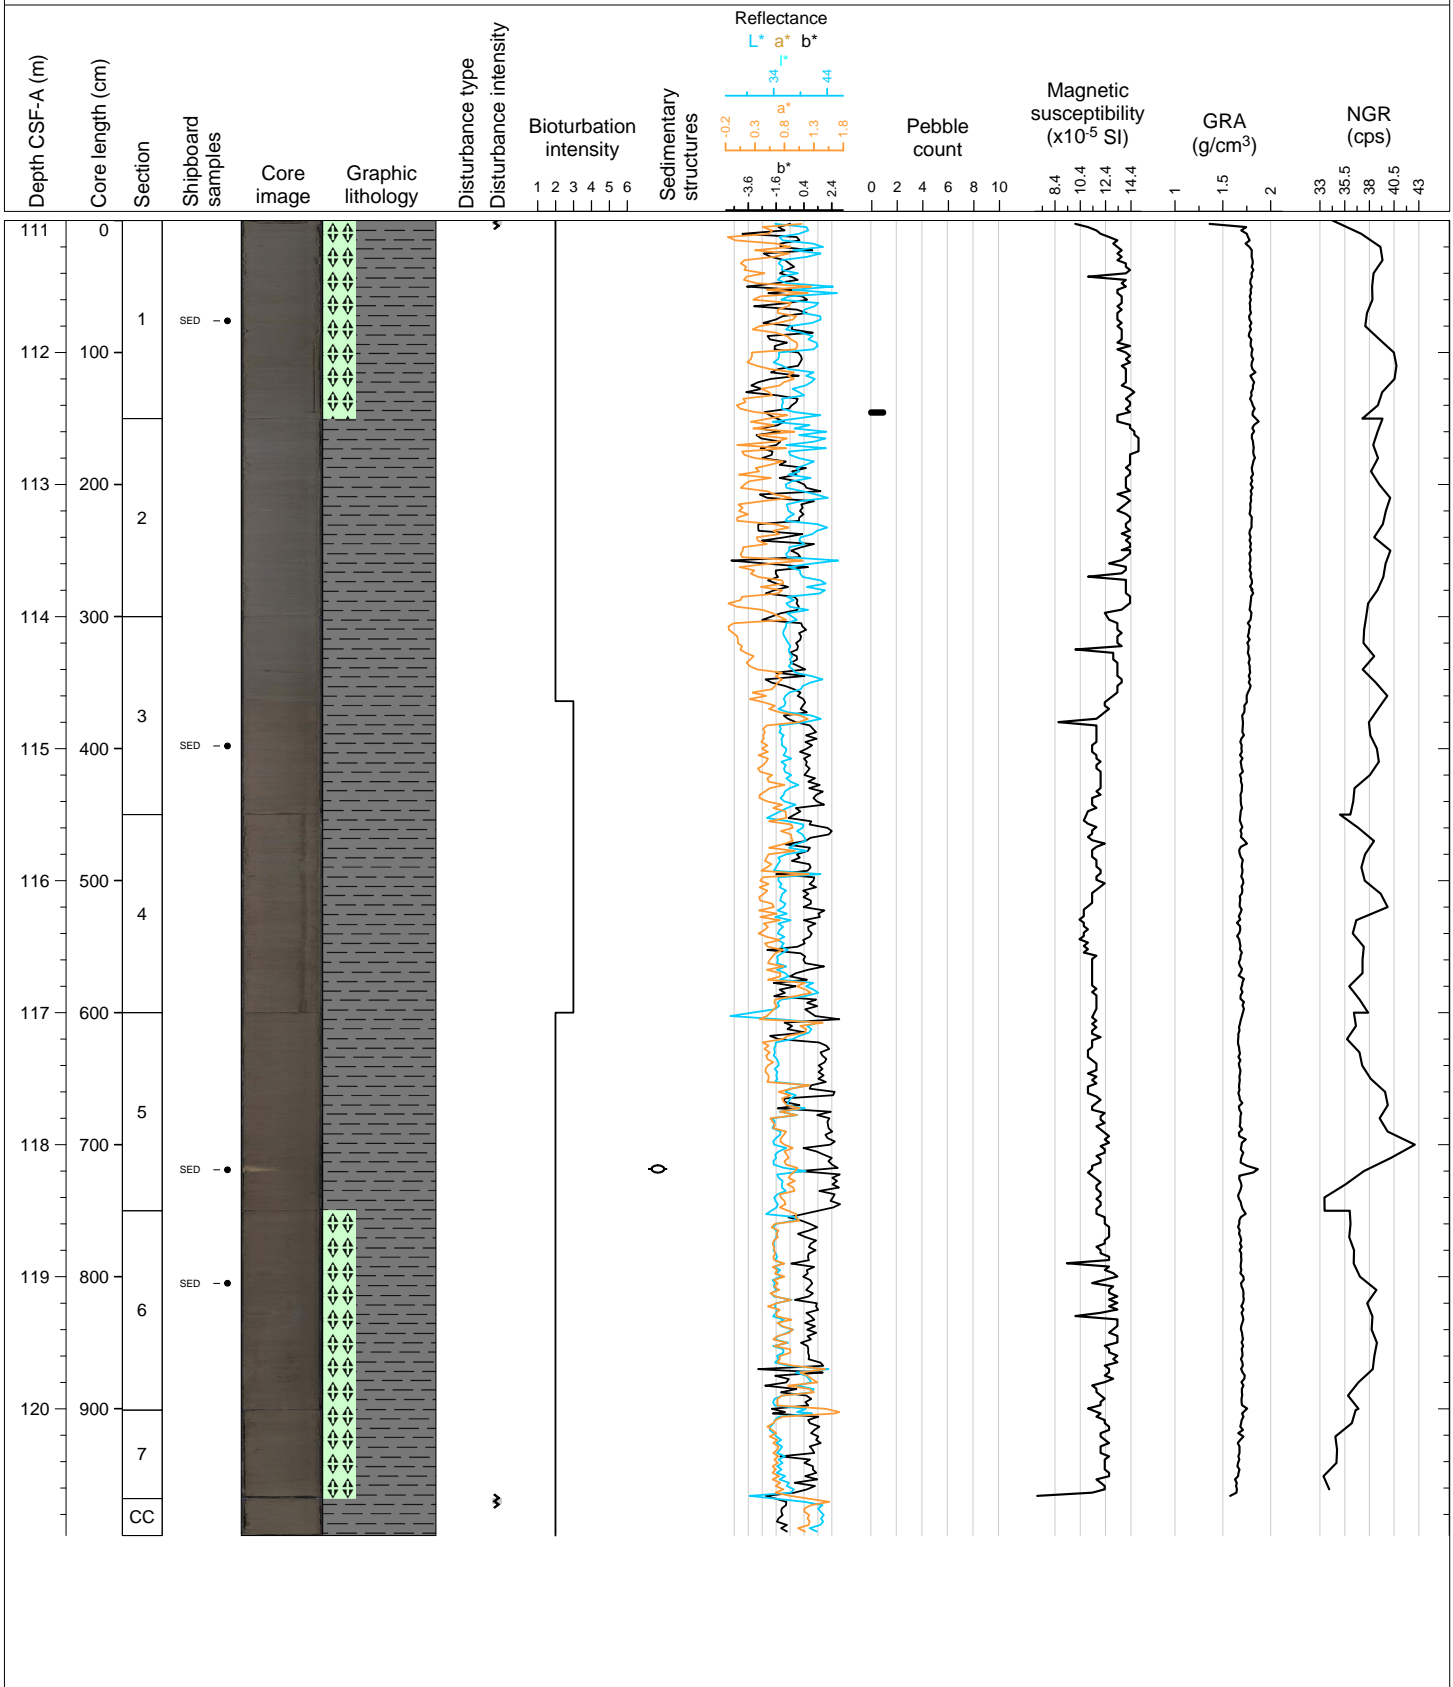 Reflectance
L* a* b*
l*
34 44
a*
-0.2 0.3 0.8 1.3 1.8
b*
-3.6 -1.6 0.4 2.4
Depth CSF-A (m)
Core length (cm)
Section
Shipboard
samples
Core
image
Graphic
lithology
Disturbance type
Disturbance intensity
Bioturbation
intensity
1 2 3 4 5 6
Sedimentary
structures
Pebble
count
0 2 4 6 8 10
Magnetic
susceptibility
(x10-5 SI)
8.4 10.4 12.4 14.4
GRA
(g/cm3)
1 1.5 2
NGR
(cps)
33 35.5 38 40.5 43
111 0
1 SED
112 100
113 200
2
114 300
3
115 400 SED
116 500
4
117 600
5
118 700
SED
119 800 SED
6
120 900
7
CC